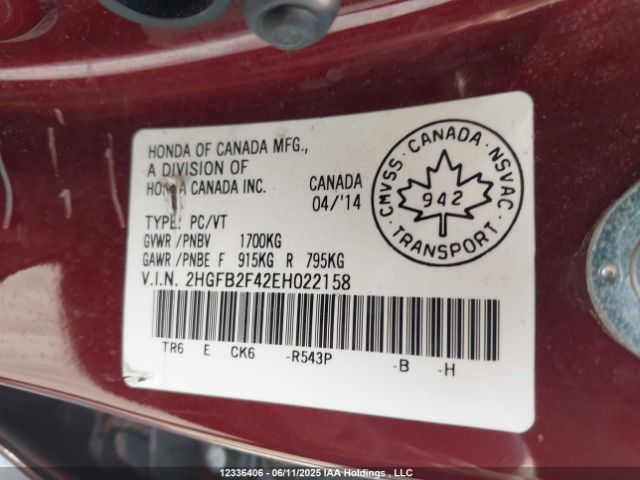 HONDA OF CANADA MFG.,
A DIVISION OF
HONDA CANADA INC.
CANADA
04/'14
TYPE: PC/VT
GVWR /PNBV 1700KG
GAWR /PNBE F 915KG R 795KG
V.I.N. 2HGFB2F42EH022158
TR6 E CK6 -R543P -B -H
CMVSS · CANADA · NSVAC
942
TRANSPORT
12336406 - 06/11/2025 IAA Holdings , LLC